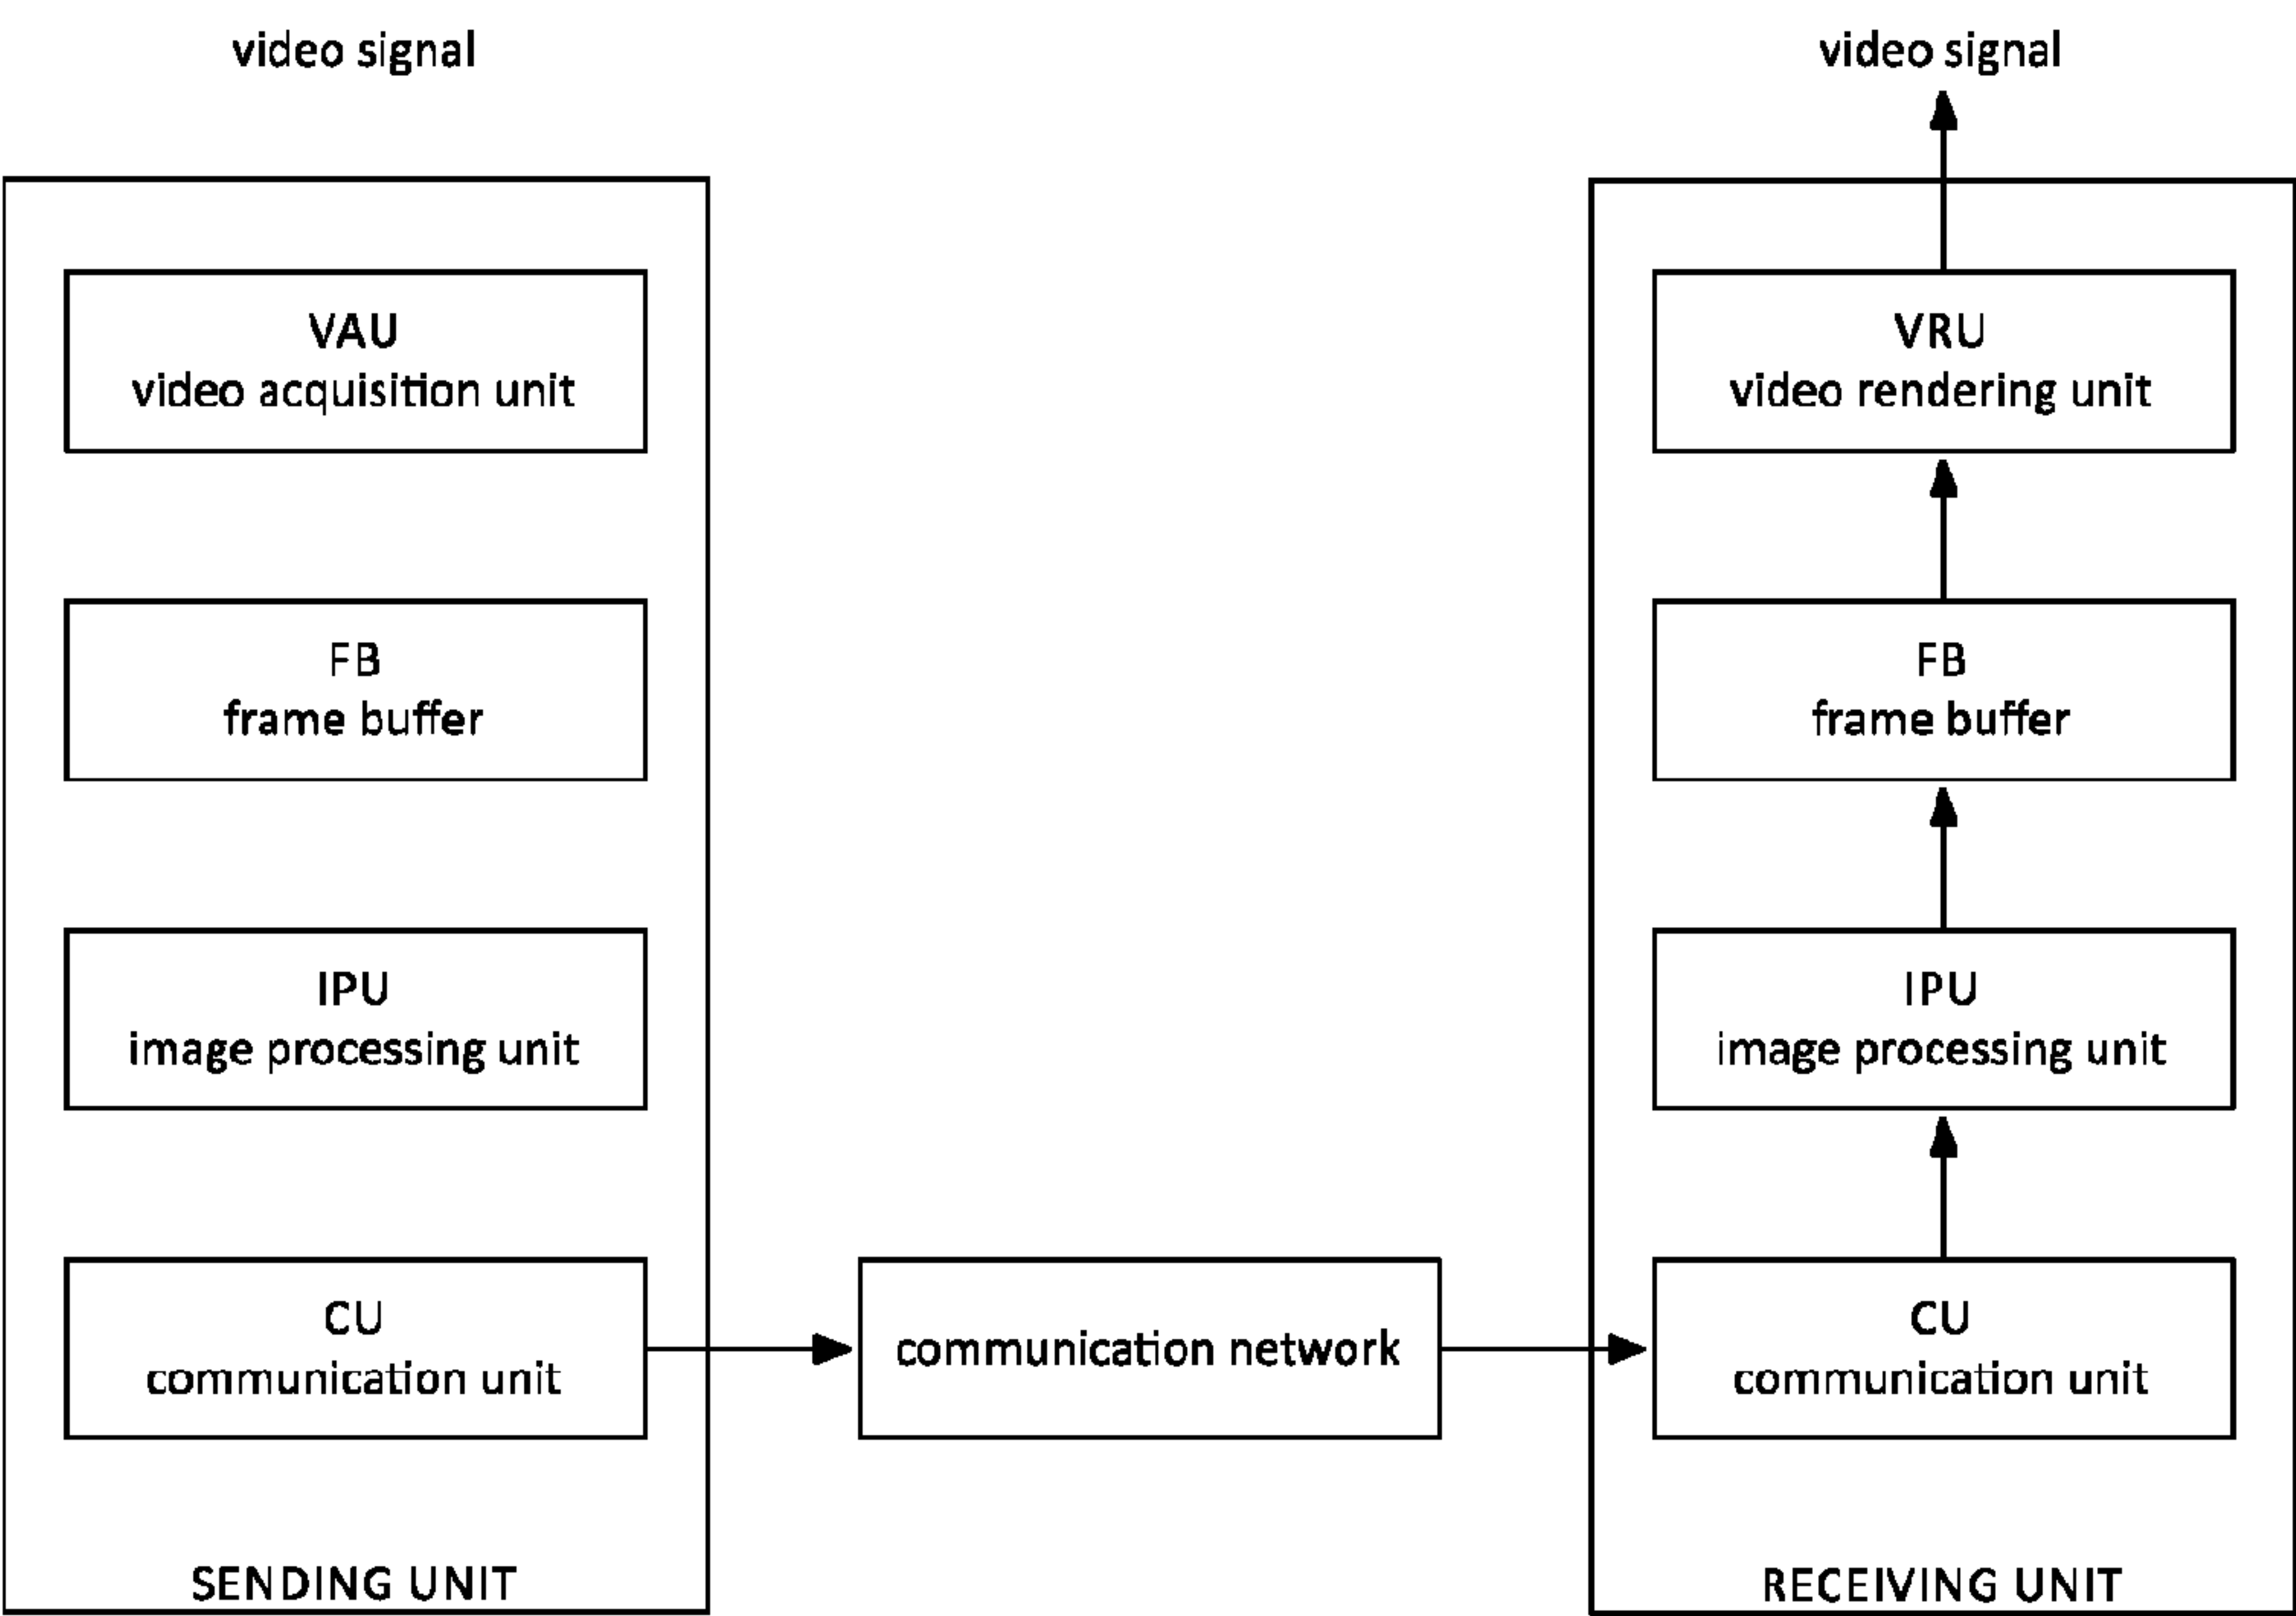 video signal
VAU
video acquisition unit
FB
frame buffer
IPU
image processing unit
CU
communication unit
SENDING UNIT
communication network
video signal
VRU
video rendering unit
FB
frame buffer
IPU
image processing unit
CU
communication unit
RECEIVING UNIT